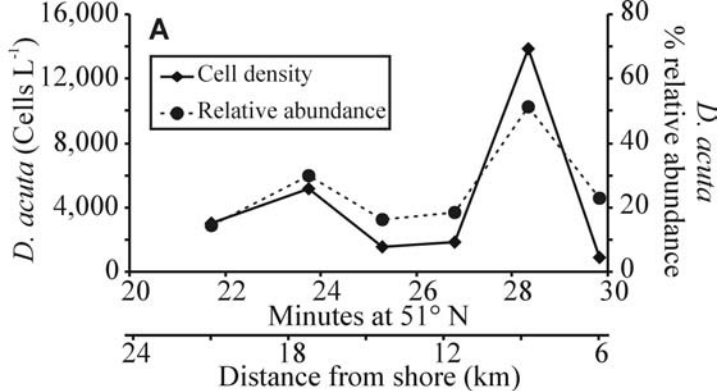 A
16,000
12,000
8,000
4,000
0
D. acuta (Cells L⁻¹)
Cell density
Relative abundance
80
60
40
20
0
D. acuta
% relative abundance
20 22 24 26 28 30
Minutes at 51° N
24 18 12 6
Distance from shore (km)